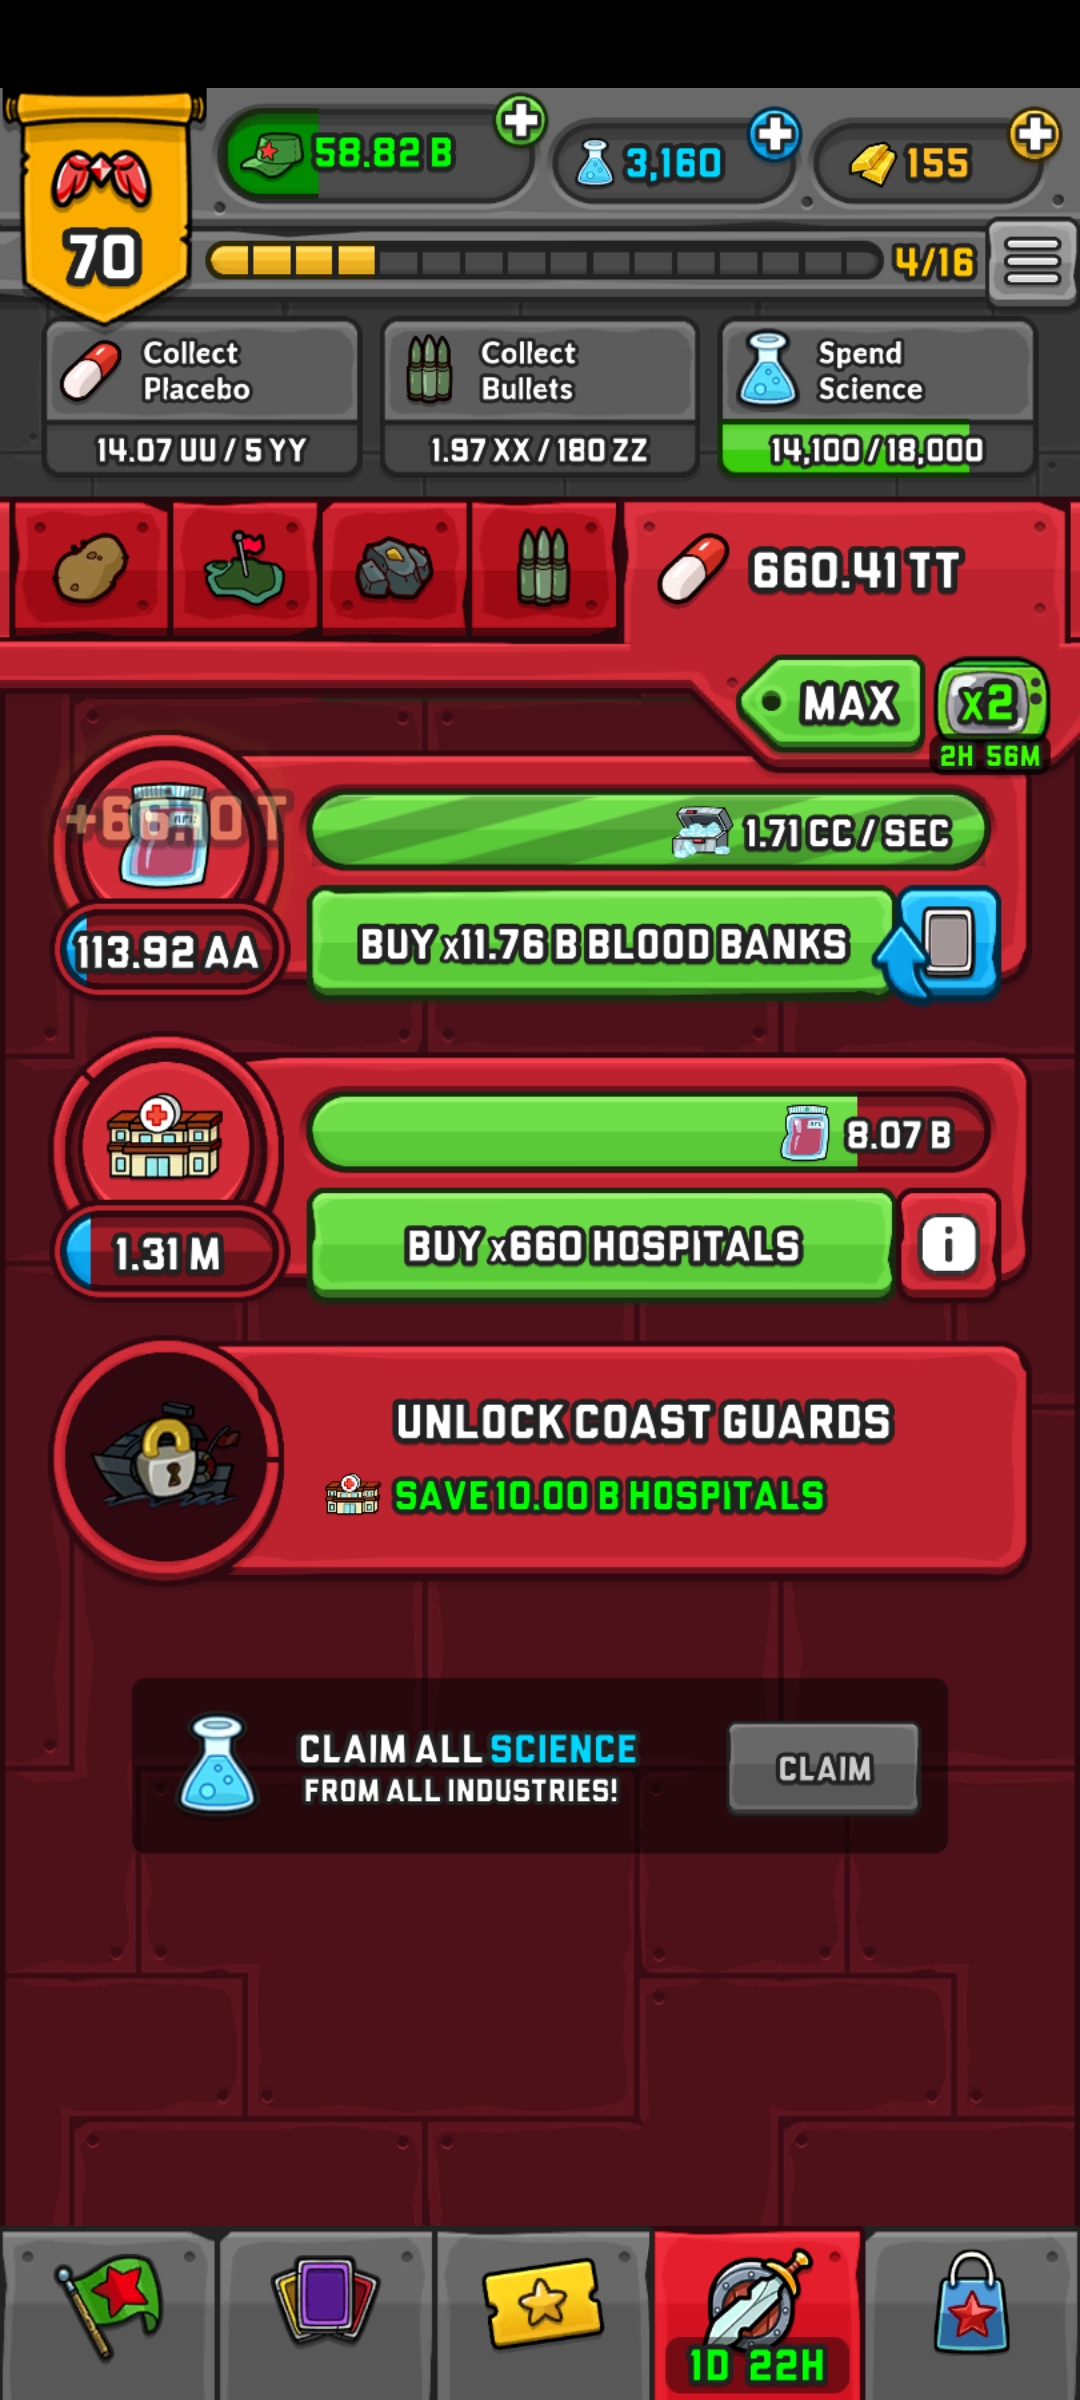 58.82 B
3,160
155
70
4/16
Collect
Placebo
14.07 UU / 5 YY
Collect
Bullets
1.97 XX / 180 ZZ
Spend
Science
14,100 / 18,000
660.41 TT
MAX
x2
2H 56M
1.71 CC / SEC
113.92 AA
BUY x11.76 B BLOOD BANKS
8.07 B
1.31 M
BUY x660 HOSPITALS
i
UNLOCK COAST GUARDS
SAVE 10.00 B HOSPITALS
CLAIM ALL SCIENCE
FROM ALL INDUSTRIES!
CLAIM
1D 22H